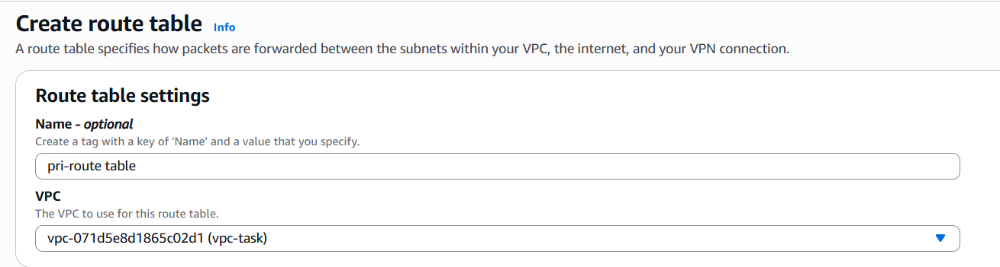 Create route table Info
A route table specifies how packets are forwarded between the subnets within your VPC, the internet, and your VPN connection.
Route table settings
Name - optional
Create a tag with a key of 'Name' and a value that you specify.
pri-route table
VPC
The VPC to use for this route table.
vpc-071d5e8d1865c02d1 (vpc-task)